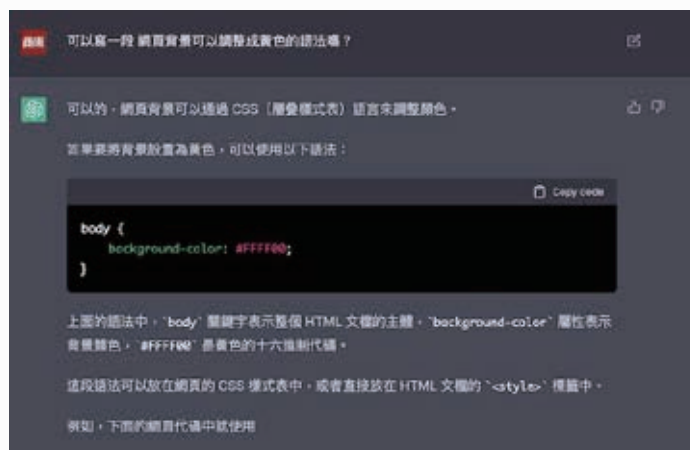 可以寫一段 網頁背景可以調整成黃色的語法嗎？
可以的，網頁背景可以通過 CSS（層疊樣式表）語言來調整顏色。
如果要將背景設置為黃色，可以使用以下語法：
Copy code
body {
background-color: #FFFF00;
}
上面的語法中，`body` 關鍵字表示整個 HTML 文檔的主體，`background-color` 屬性表示
背景顏色，`#FFFF00` 是黃色的十六進制代碼。
這段語法可以放在網頁的 CSS 樣式表中，或者直接放在 HTML 文檔的 `<style>` 標籤中。
例如，下面的網頁代碼中就使用